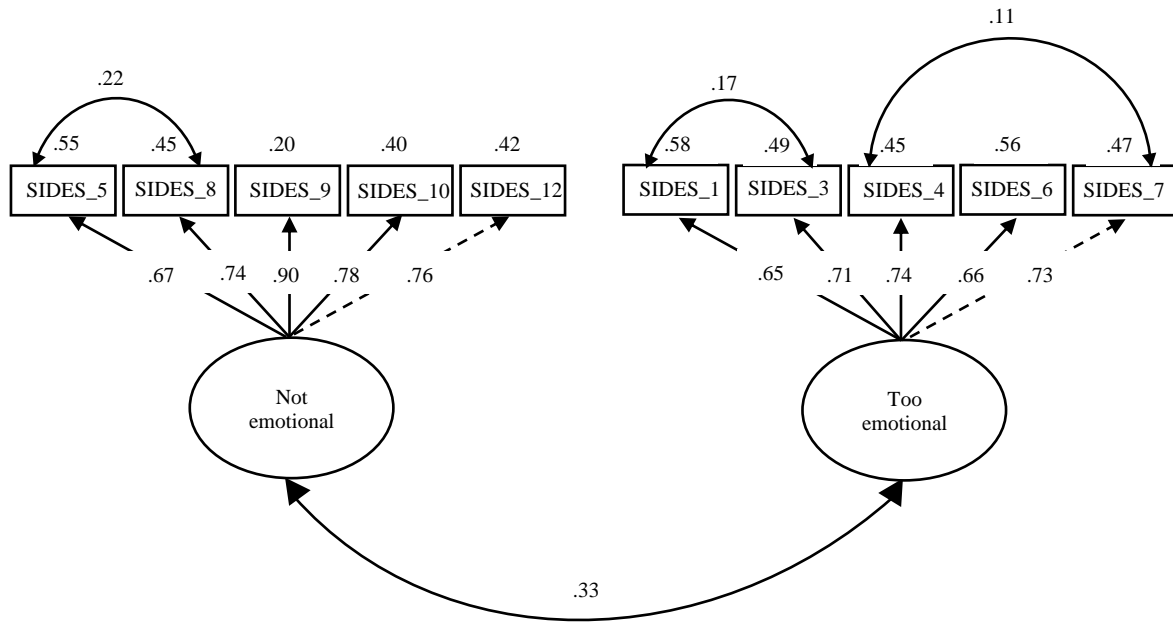 .11
.22
.17
.55 .45 .20 .40 .42 .58 .49 .45 .56 .47
SIDES_5 SIDES_8 SIDES_9 SIDES_10 SIDES_12 SIDES_1 SIDES_3 SIDES_4 SIDES_6 SIDES_7
.67 .74 .90 .78 .76 .65 .71 .74 .66 .73
Not
emotional
Too
emotional
.33